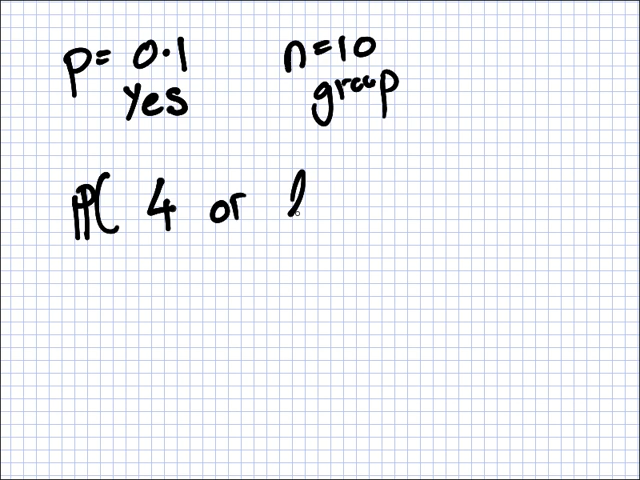 p = 0.1 n = 10
yes group
P( 4 or l